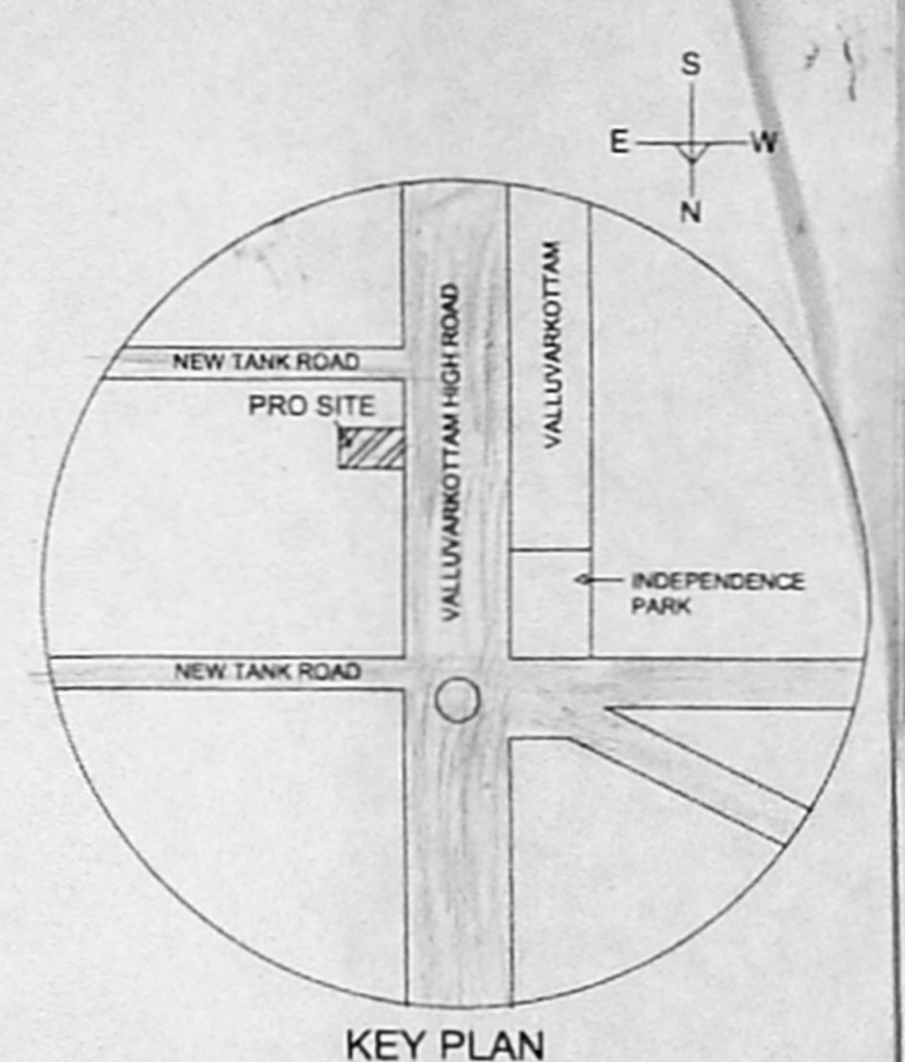 S
E W
N
NEW TANK ROAD
PRO SITE
VALLUVARKOTTAM HIGH ROAD
VALLUVARKOTTAM
INDEPENDENCE
PARK
NEW TANK ROAD
KEY PLAN